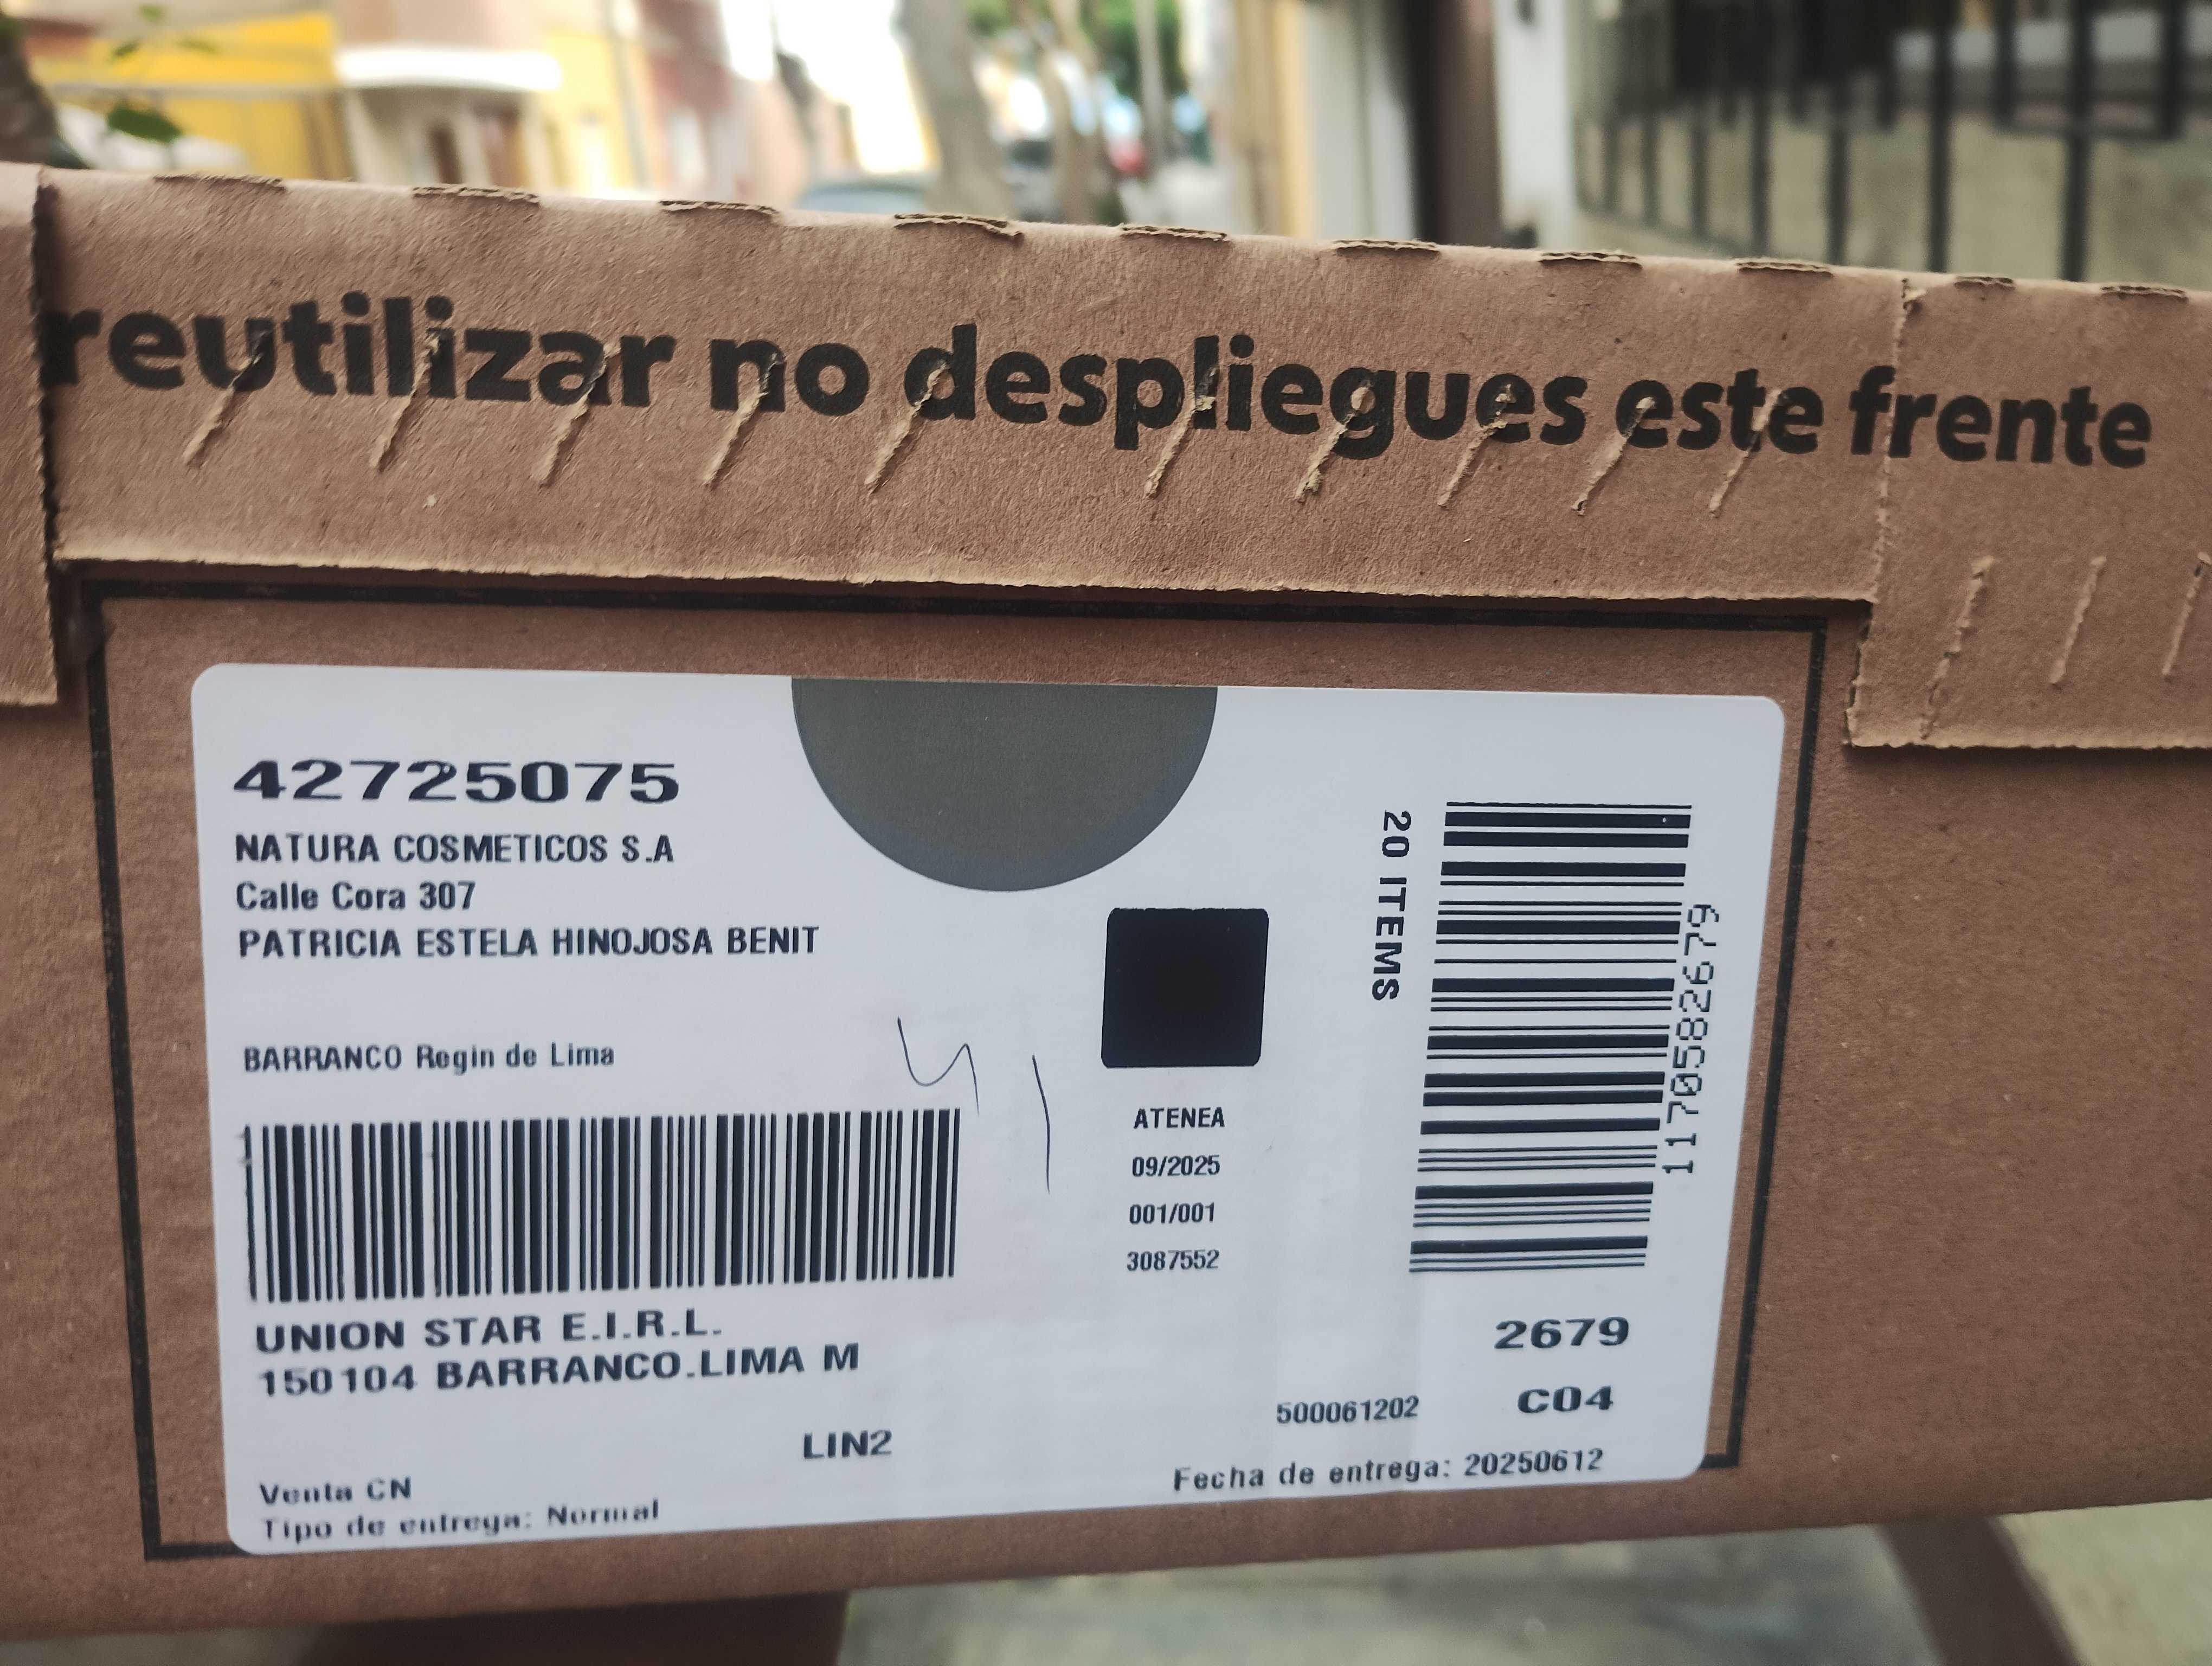 reutilizar no despliegues este frente
42725075
NATURA COSMETICOS S.A
Calle Cora 307
PATRICIA ESTELA HINOJOSA BENIT
BARRANCO Regin de Lima
41
UNION STAR E.I.R.L.
150104 BARRANCO.LIMA M
LIN2
Venta CN
Tipo de entrega: Normal
ATENEA
09/2025
001/001
3087552
20 ITEMS
1170582679
2679
C04
500061202
Fecha de entrega: 20250612